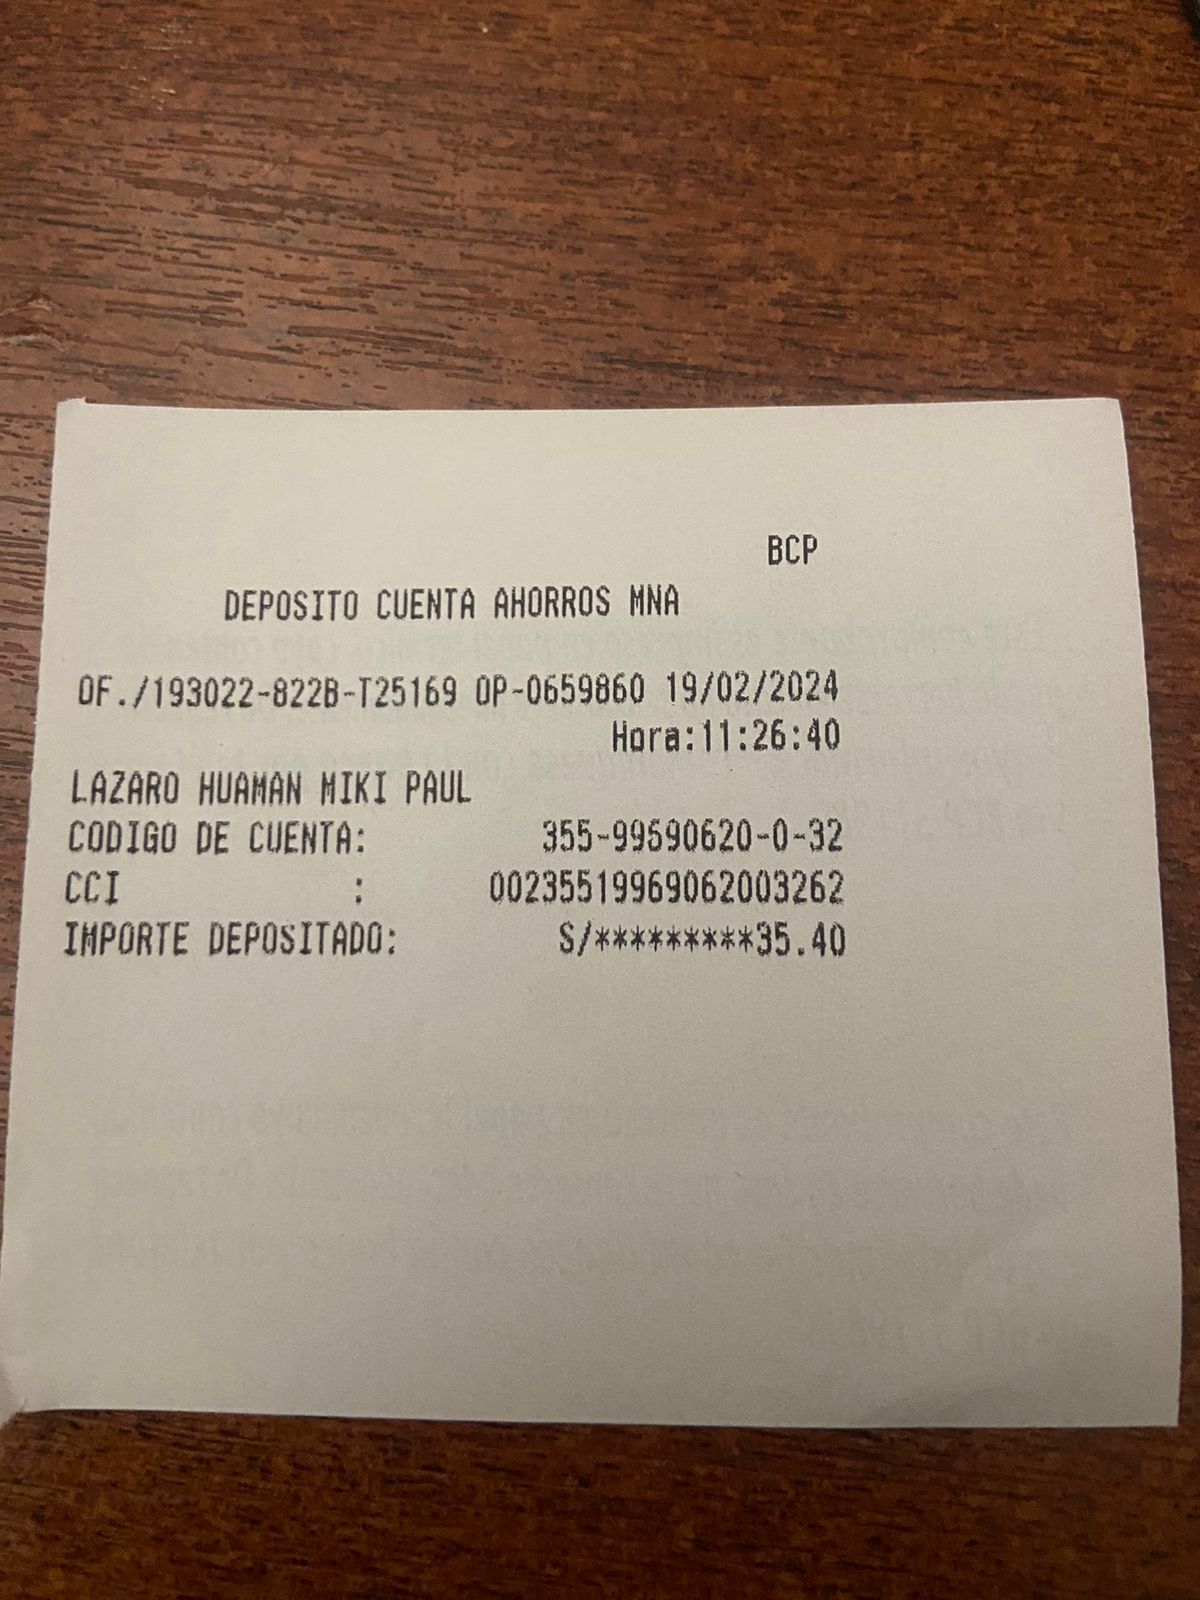 BCP
DEPOSITO CUENTA AHORROS MNA
OF./193022-822B-T25169 OP-0659860 19/02/2024
Hora:11:26:40
LAZARO HUAMAN MIKI PAUL
CODIGO DE CUENTA: 355-99690620-0-32
CCI : 00235519969062003262
IMPORTE DEPOSITADO: S/*********35.40